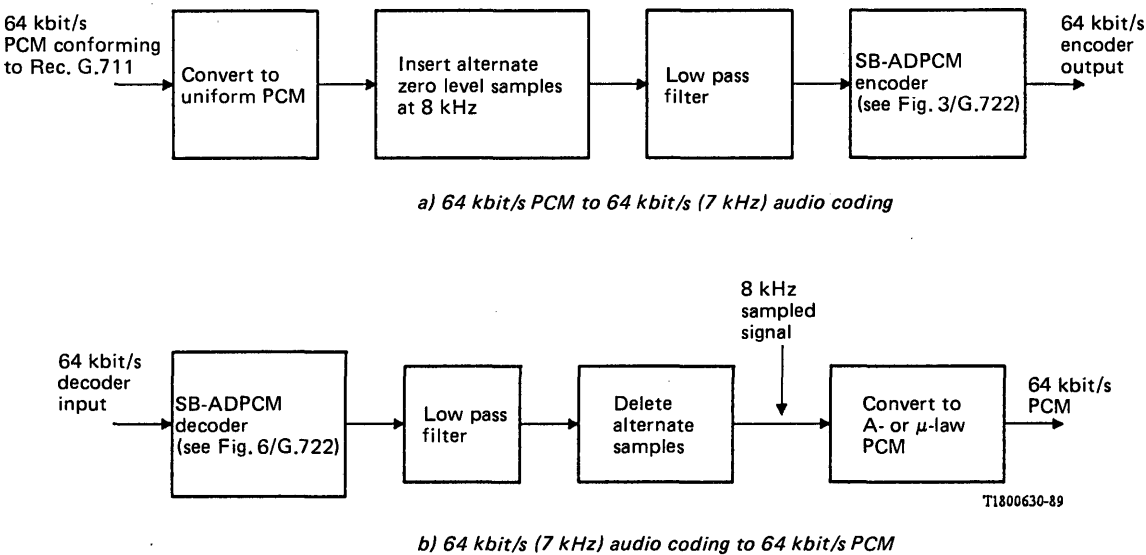 64 kbit/s
PCM conforming
to Rec. G.711
Convert to
uniform PCM
Insert alternate
zero level samples
at 8 kHz
Low pass
filter
SB-ADPCM
encoder
(see Fig. 3/G.722)
64 kbit/s
encoder
output
a) 64 kbit/s PCM to 64 kbit/s (7 kHz) audio coding
64 kbit/s
decoder
input
SB-ADPCM
decoder
(see Fig. 6/G.722)
Low pass
filter
Delete
alternate
samples
8 kHz
sampled
signal
Convert to
A- or μ-law
PCM
64 kbit/s
PCM
T1800630-89
b) 64 kbit/s (7 kHz) audio coding to 64 kbit/s PCM